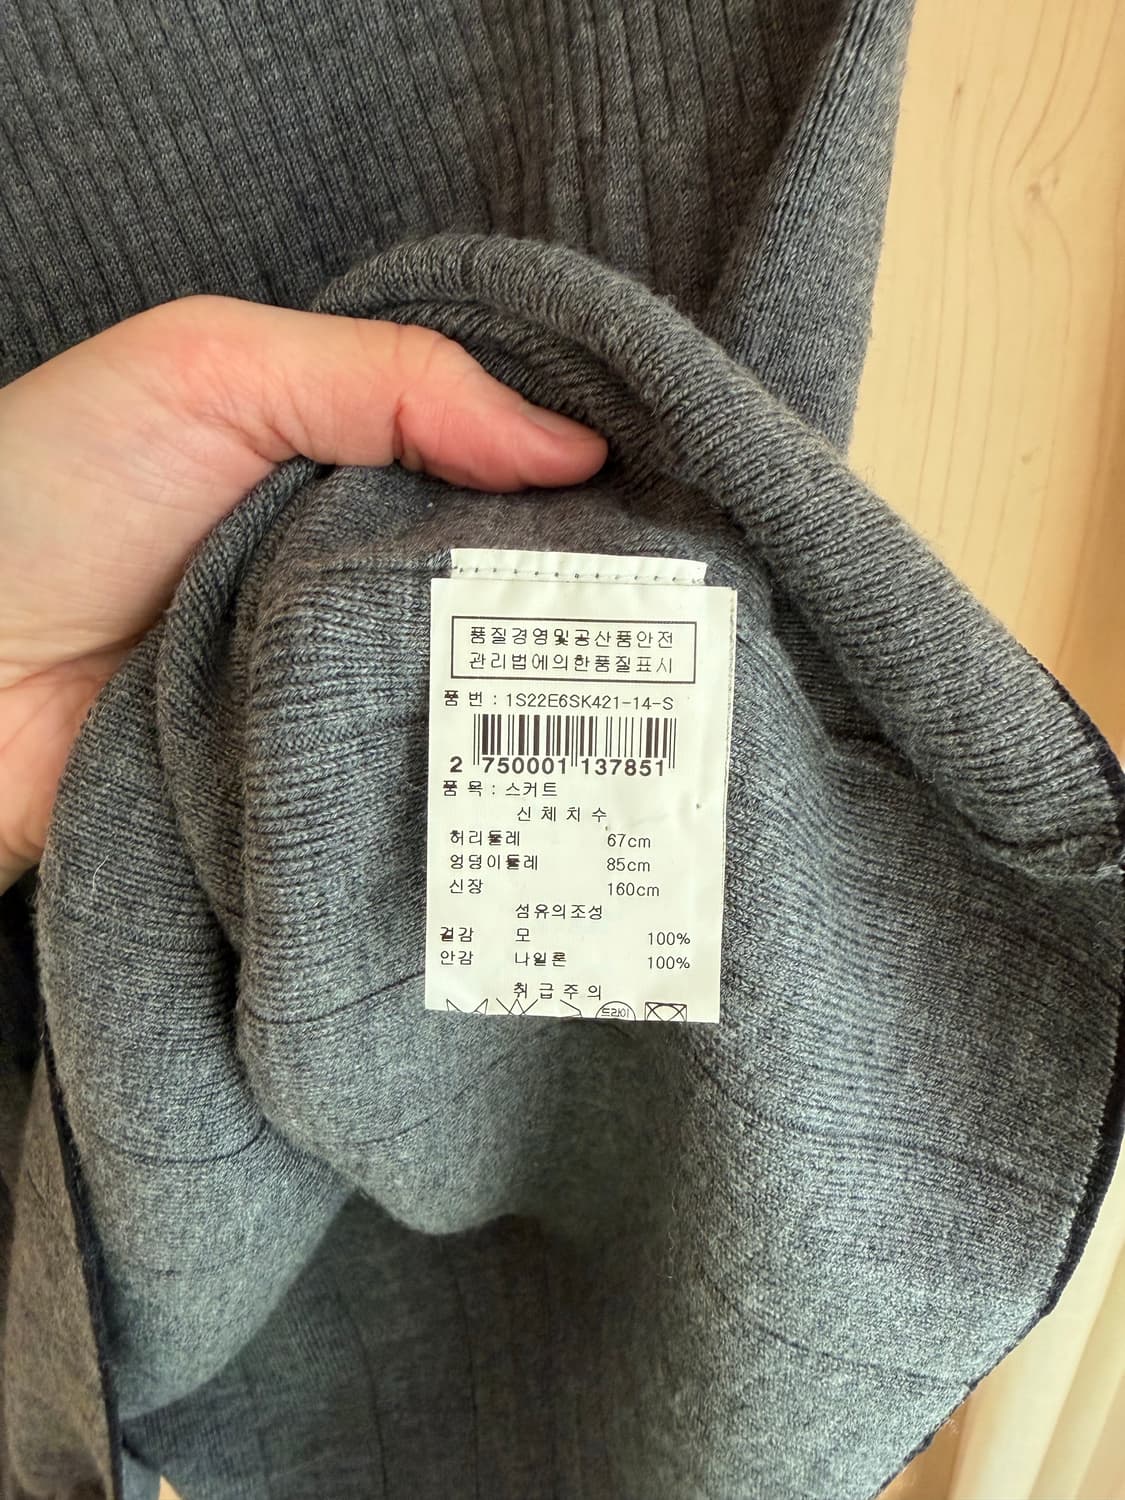 품질경영및공산품안전
관리법에의한품질표시
품 번 : 1S22E6SK421-14-S
2 750001 137851
품 목 : 스커트
신 체 치 수
허리둘레 67cm
엉덩이둘레 85cm
신장 160cm
섬유의조성
겉감 모 100%
안감 나일론 100%
취 급 주 의
드라이